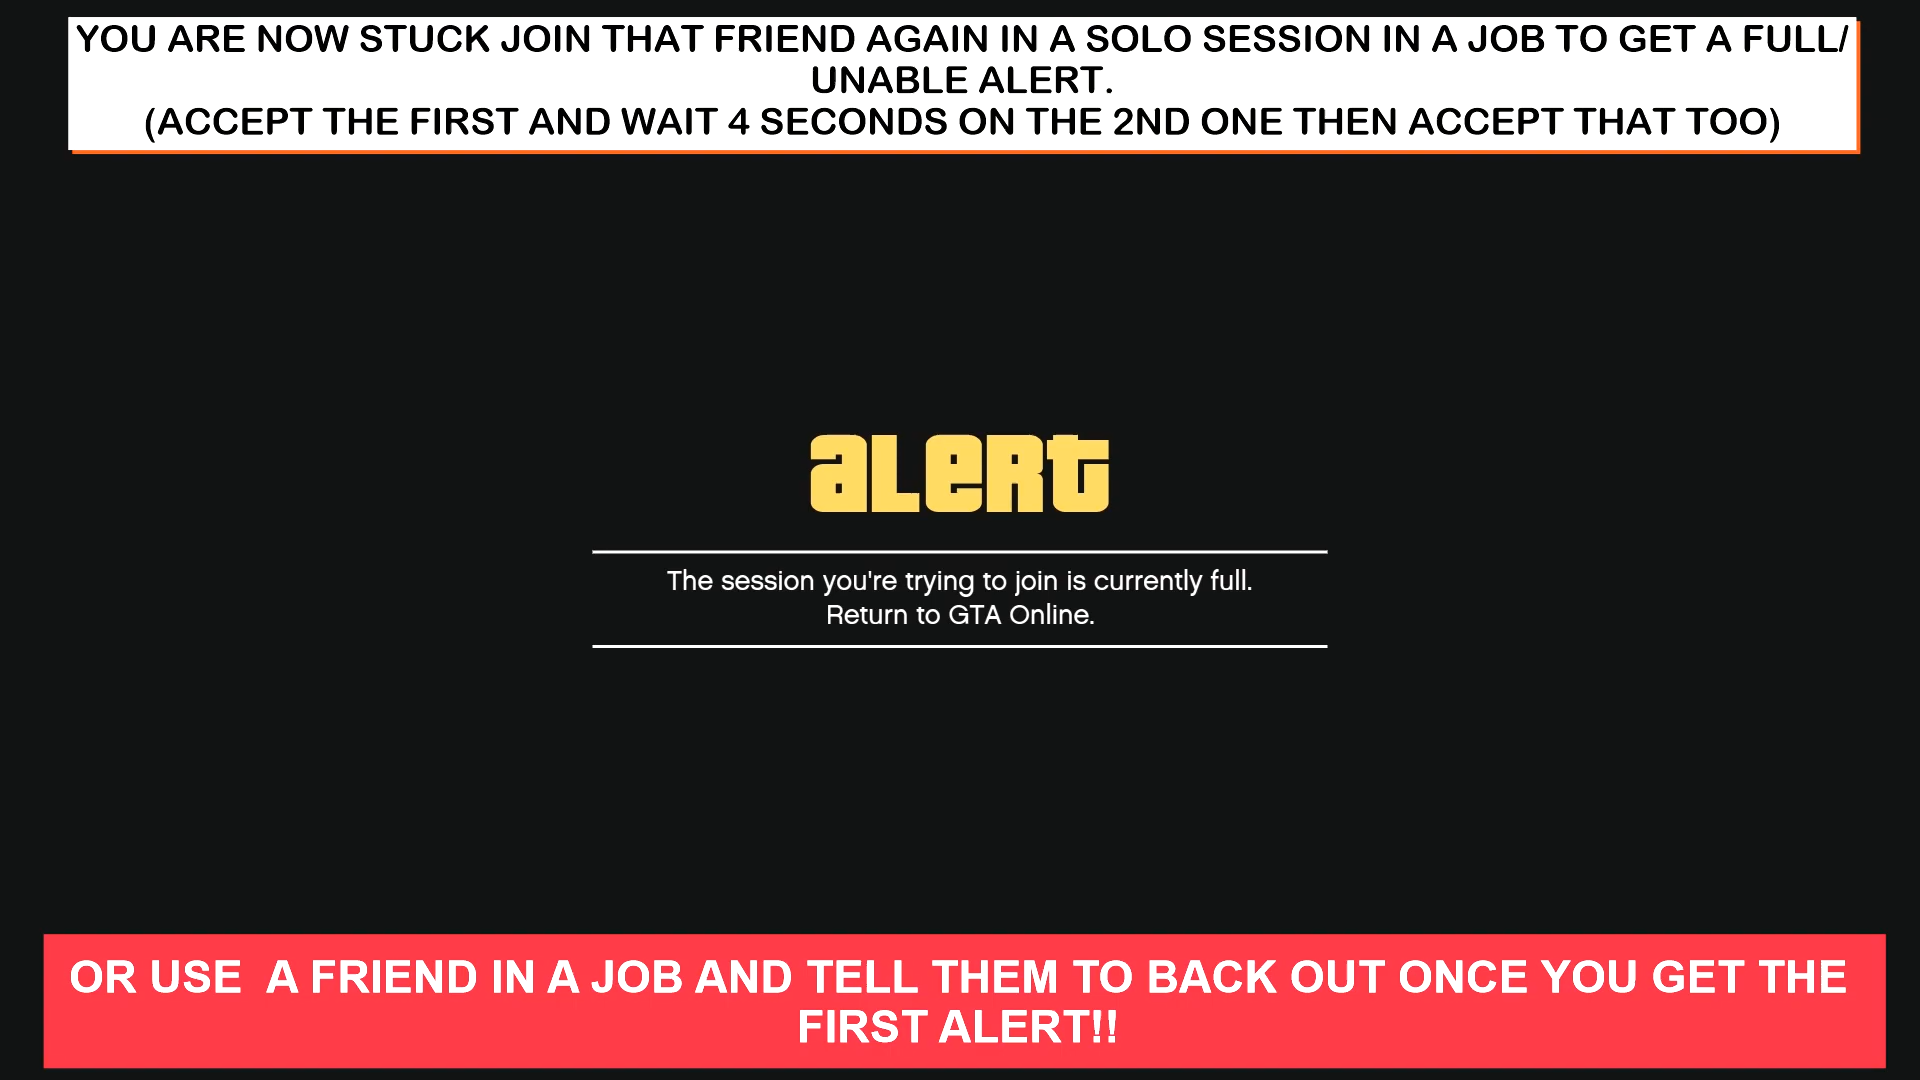 YOU ARE NOW STUCK JOIN THAT FRIEND AGAIN IN A SOLO SESSION IN A JOB TO GET A FULL/
UNABLE ALERT.
(ACCEPT THE FIRST AND WAIT 4 SECONDS ON THE 2ND ONE THEN ACCEPT THAT TOO)
aLeRt
The session you're trying to join is currently full.
Return to GTA Online.
OR USE  A FRIEND IN A JOB AND TELL THEM TO BACK OUT ONCE YOU GET THE
FIRST ALERT!!